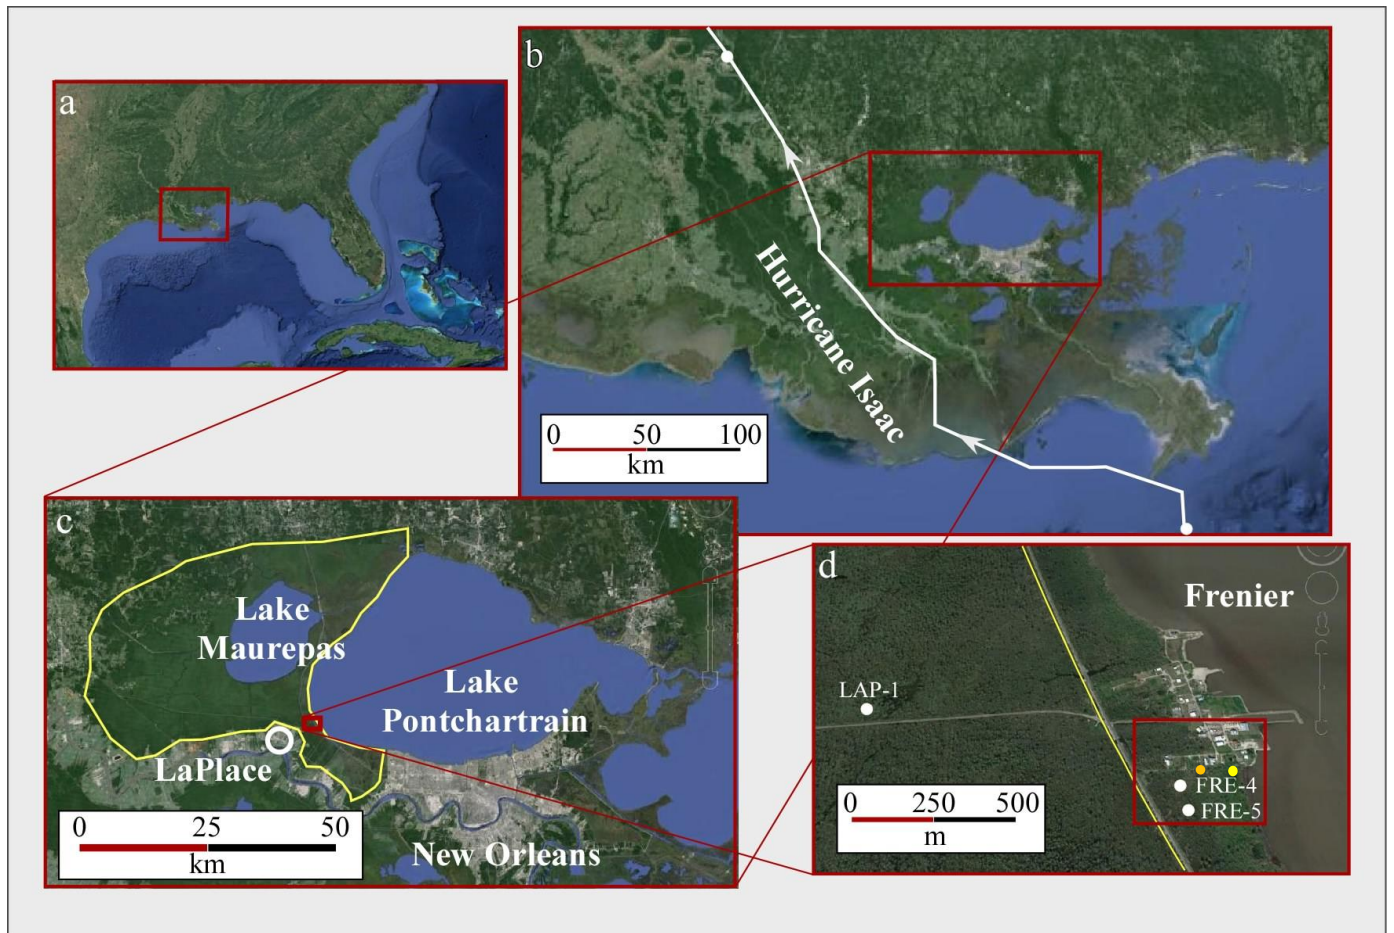 a
b
Hurricane Isaac
0 50 100
km
c
Lake
Maurepas
Lake
Pontchartrain
LaPlace
New Orleans
0 25 50
km
d
Frenier
LAP-1
FRE-4
FRE-5
0 250 500
m